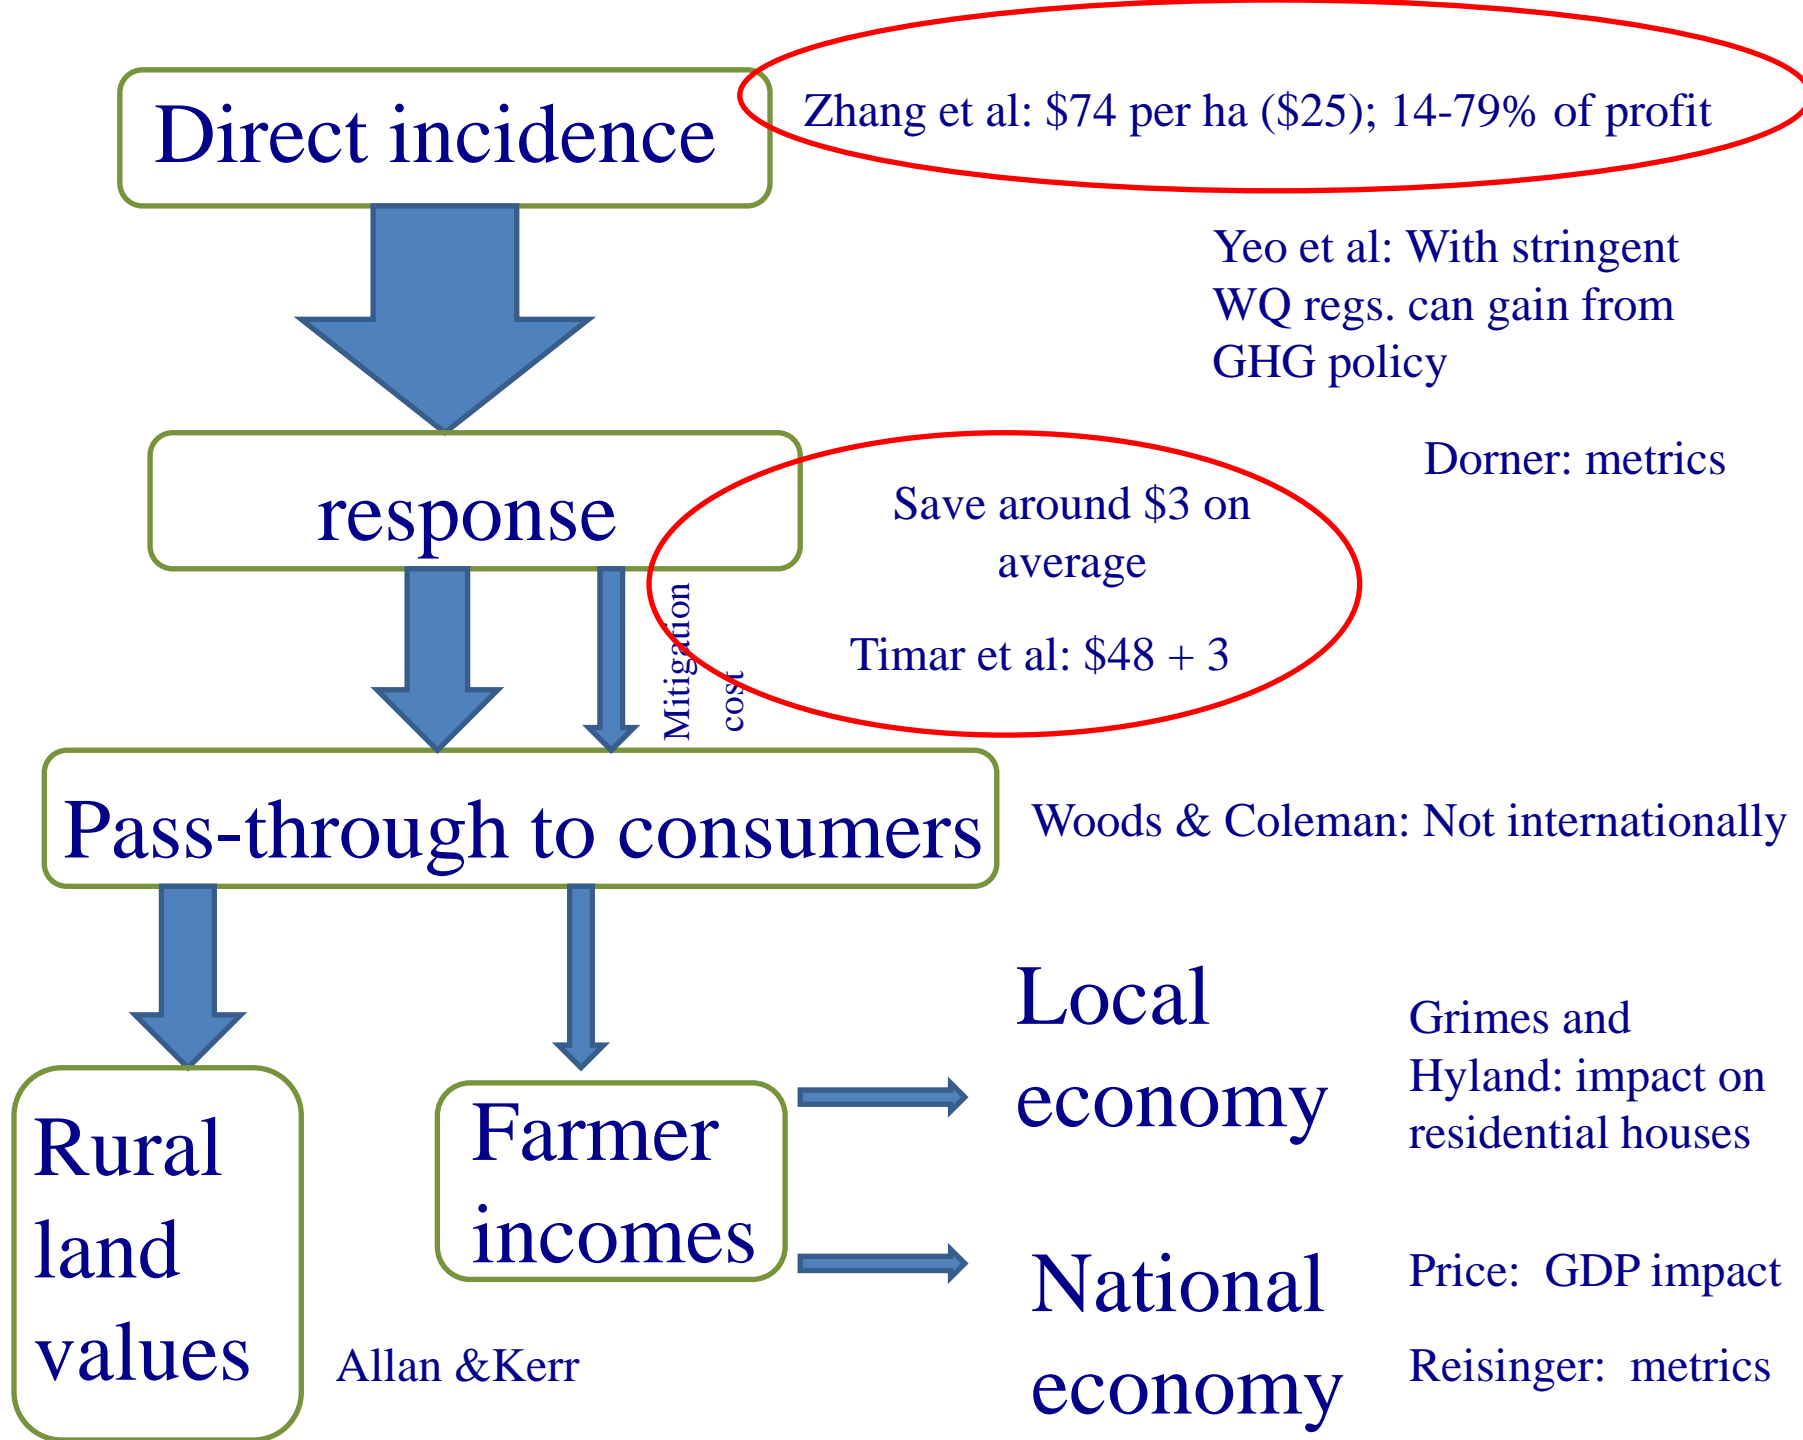 Direct incidence
Zhang et al: $74 per ha ($25); 14-79% of profit
Yeo et al: With stringent
WQ regs. can gain from
GHG policy
Dorner: metrics
response
Save around $3 on
average
Timar et al: $48 + 3
Mitigation
cost
Pass-through to consumers
Woods & Coleman: Not internationally
Rural
land
values
Allan &Kerr
Farmer
incomes
Local
economy
Grimes and
Hyland: impact on
residential houses
National
economy
Price:  GDP impact
Reisinger:  metrics